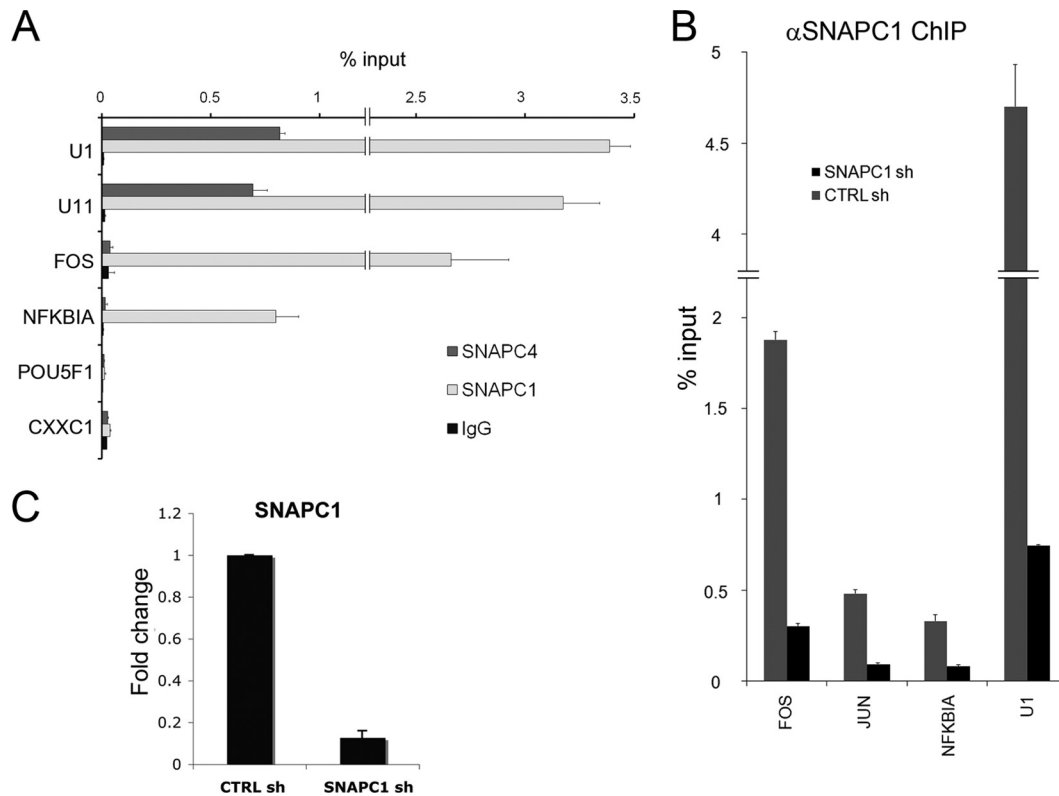 A
% input
0 0.5 1 2.5 3 3.5
U1
U11
FOS
NFKBIA
POU5F1
CXXC1
SNAPC4
SNAPC1
IgG
B
αSNAPC1 ChIP
% input
5
4.5
4
2
1.5
1
0.5
0
SNAPC1 sh
CTRL sh
FOS
JUN
NFKBIA
U1
C
SNAPC1
Fold change
1.2
1
0.8
0.6
0.4
0.2
0
CTRL sh SNAPC1 sh